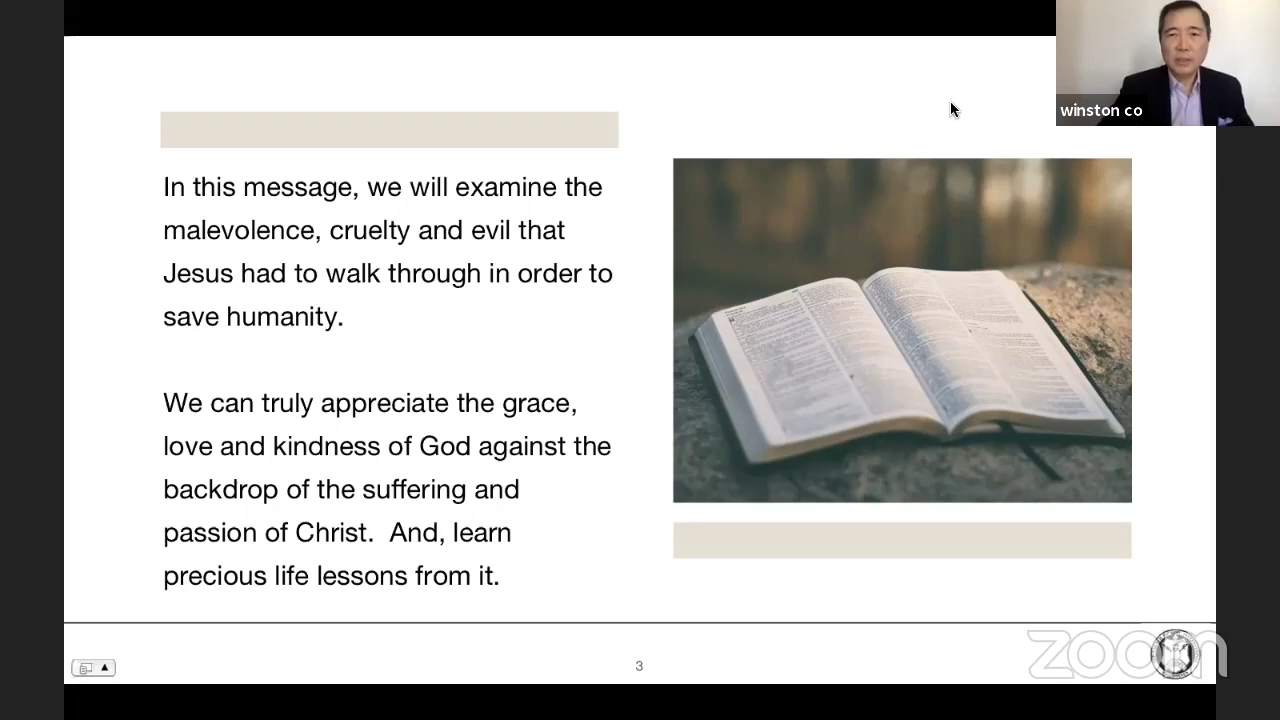 winston co
In this message, we will examine the
malevolence, cruelty and evil that
Jesus had to walk through in order to
save humanity.
We can truly appreciate the grace,
love and kindness of God against the
backdrop of the suffering and
passion of Christ.  And, learn
precious life lessons from it.
3
zoom